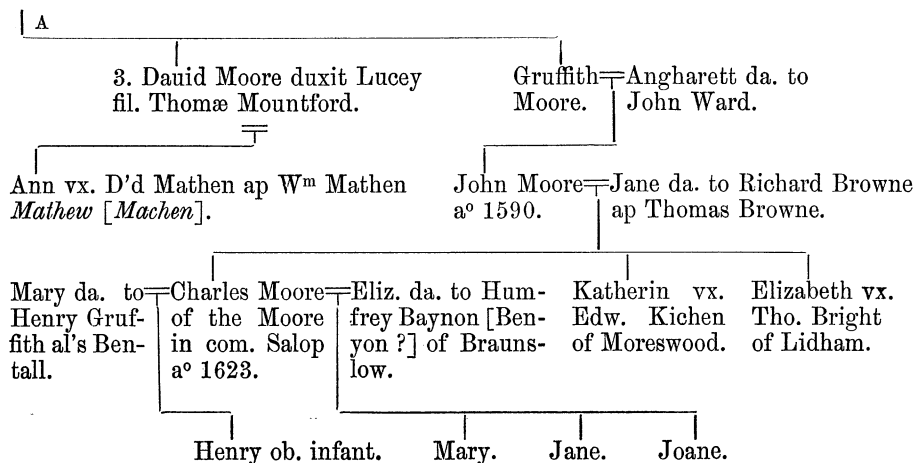 A
3. Dauid Moore duxit Lucey
fil. Thomæ Mountford.
Gruffith
Moore.
Angharett da. to
John Ward.
Ann vx. D'd Mathen ap Wᵐ Mathen
Mathew [Machen].
John Moore
aº 1590.
Jane da. to Richard Browne
ap Thomas Browne.
Mary da. to
Henry Gruf-
fith al's Ben-
tall.
Charles Moore
of the Moore
in com. Salop
aº 1623.
Eliz. da. to Hum-
frey Baynon [Ben-
yon ?] of Brauns-
low.
Katherin vx.
Edw. Kichen
of Moreswood.
Elizabeth vx.
Tho. Bright
of Lidham.
Henry ob. infant.
Mary.
Jane.
Joane.